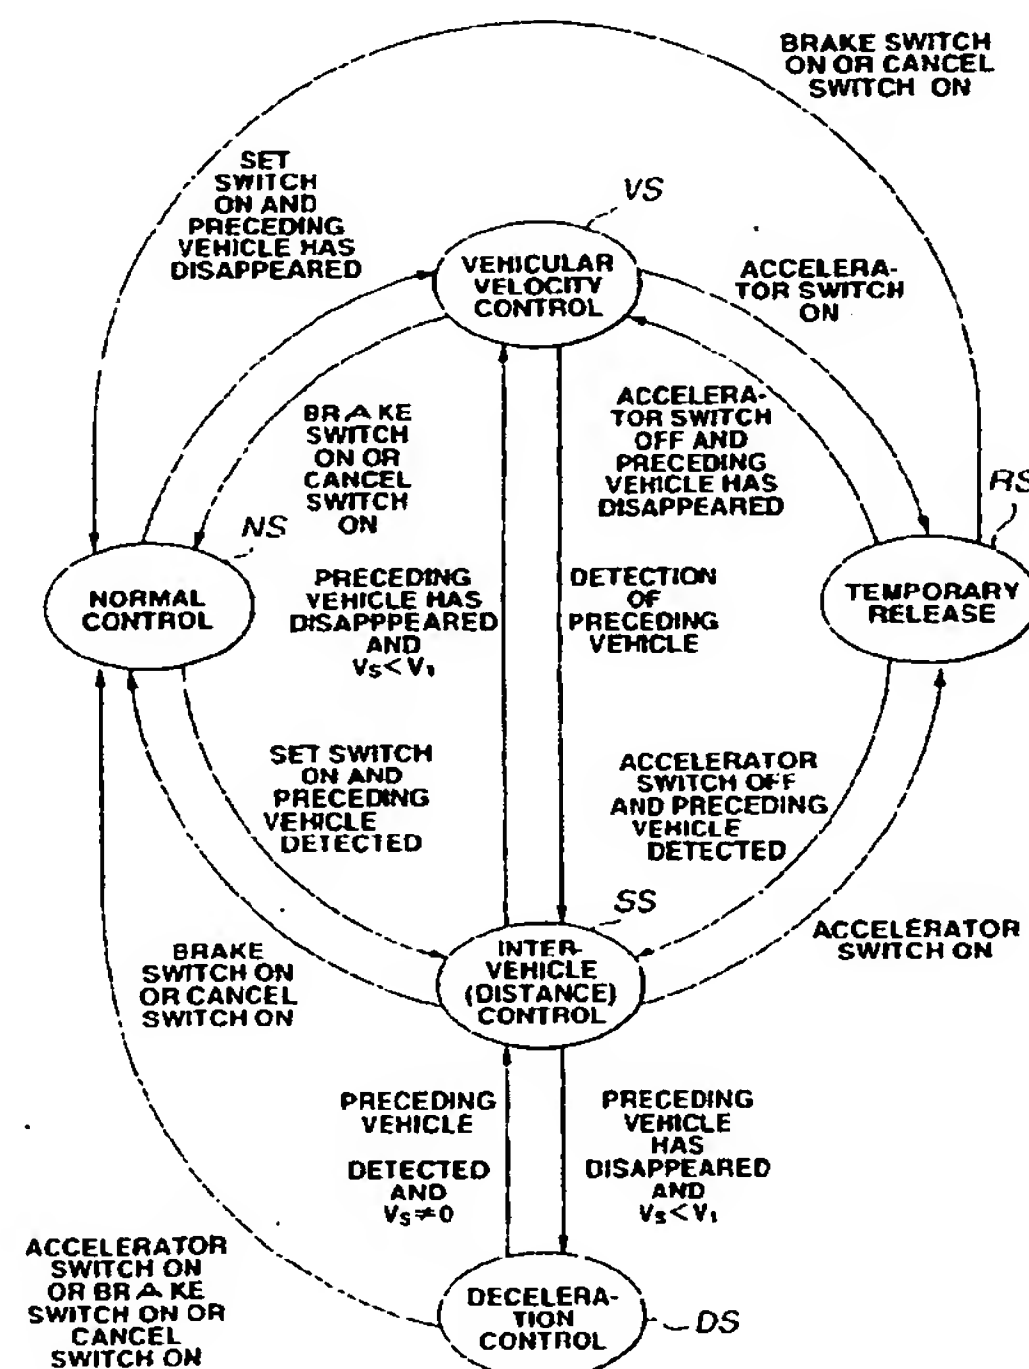 BRAKE SWITCH
ON OR CANCEL
SWITCH ON
SET
SWITCH
ON AND
PRECEDING
VEHICLE HAS
DISAPPEARED
VS
VEHICULAR
VELOCITY
CONTROL
ACCELERA-
TOR SWITCH
ON
BRAKE
SWITCH
ON OR
CANCEL
SWITCH
ON
ACCELERA-
TOR SWITCH
OFF AND
PRECEDING
VEHICLE HAS
DISAPPEARED
NS
RS
NORMAL
CONTROL
PRECEDING
VEHICLE HAS
DISAPPPEARED
AND
Vs<V1
DETECTION
OF
PRECEDING
VEHICLE
TEMPORARY
RELEASE
SET SWITCH
ON AND
PRECEDING
VEHICLE
DETECTED
ACCELERATOR
SWITCH OFF
AND PRECEDING
VEHICLE
DETECTED
SS
BRAKE
SWITCH ON
OR CANCEL
SWITCH ON
INTER-
VEHICLE
(DISTANCE)
CONTROL
ACCELERATOR
SWITCH ON
PRECEDING
VEHICLE
DETECTED
AND
Vs≠0
PRECEDING
VEHICLE
HAS
DISAPPEARED
AND
Vs<V1
ACCELERATOR
SWITCH ON
OR BRAKE
SWITCH ON OR
CANCEL
SWITCH ON
DECELERA-
TION
CONTROL
DS